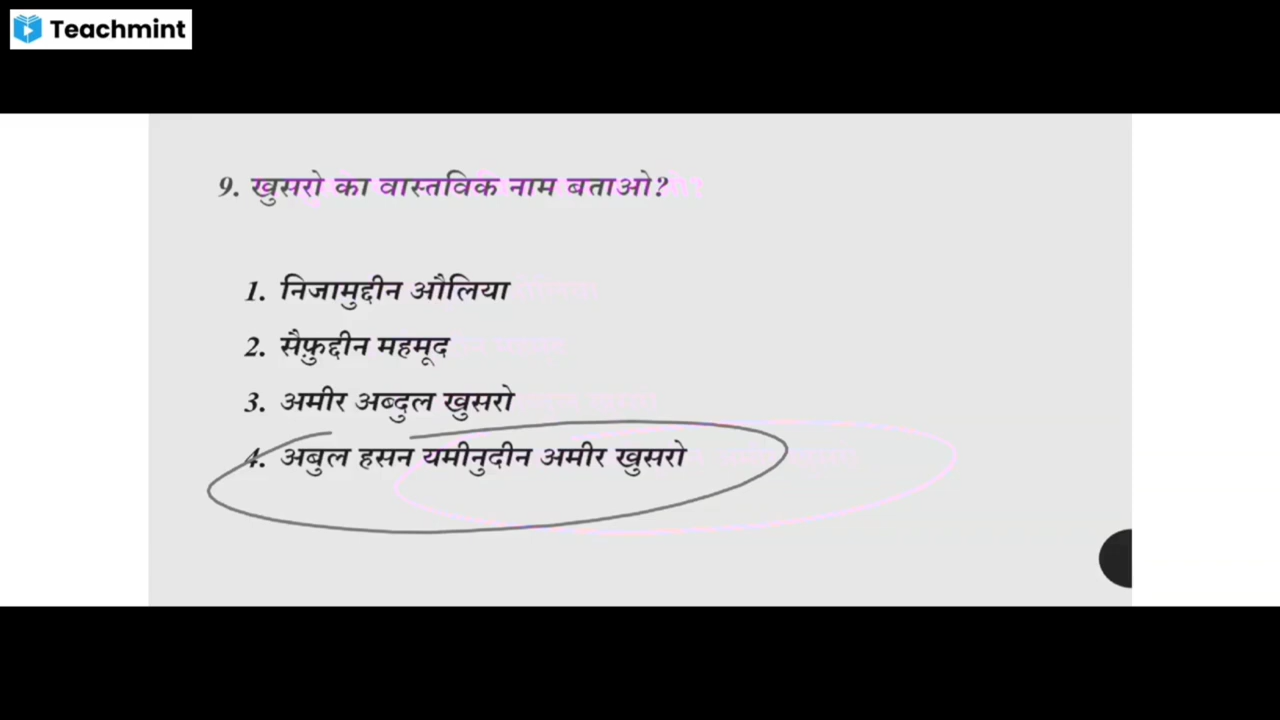 Teachmint
9. खुसरो का वास्तविक नाम बताओ?
1. निजामुद्दीन औलिया
2. सैफ़ुद्दीन महमूद
3. अमीर अब्दुल खुसरो
4. अबुल हसन यमीनुदीन अमीर खुसरो